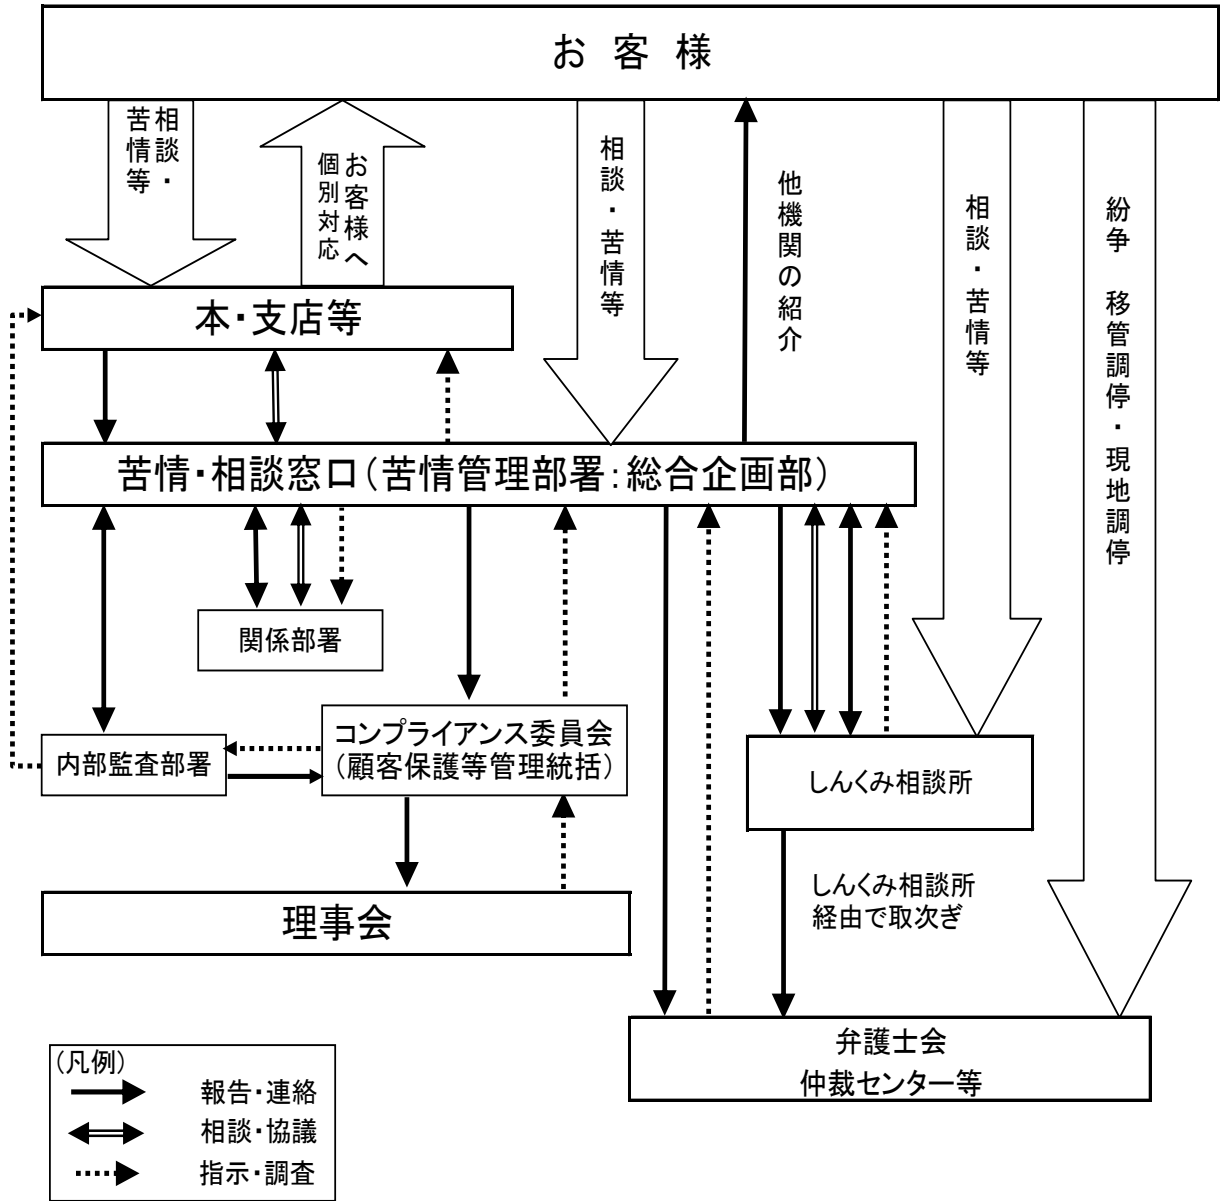 お 客 様
相談・
苦情等
お客様へ
個別対応
相談・苦情等
他機関の紹介
相談・苦情等
紛争 移管調停・現地調停
本・支店等
苦情・相談窓口(苦情管理部署:総合企画部)
関係部署
コンプライアンス委員会
(顧客保護等管理統括)
内部監査部署
しんくみ相談所
しんくみ相談所
経由で取次ぎ
理事会
弁護士会
仲裁センター等
(凡例)
報告・連絡
相談・協議
指示・調査